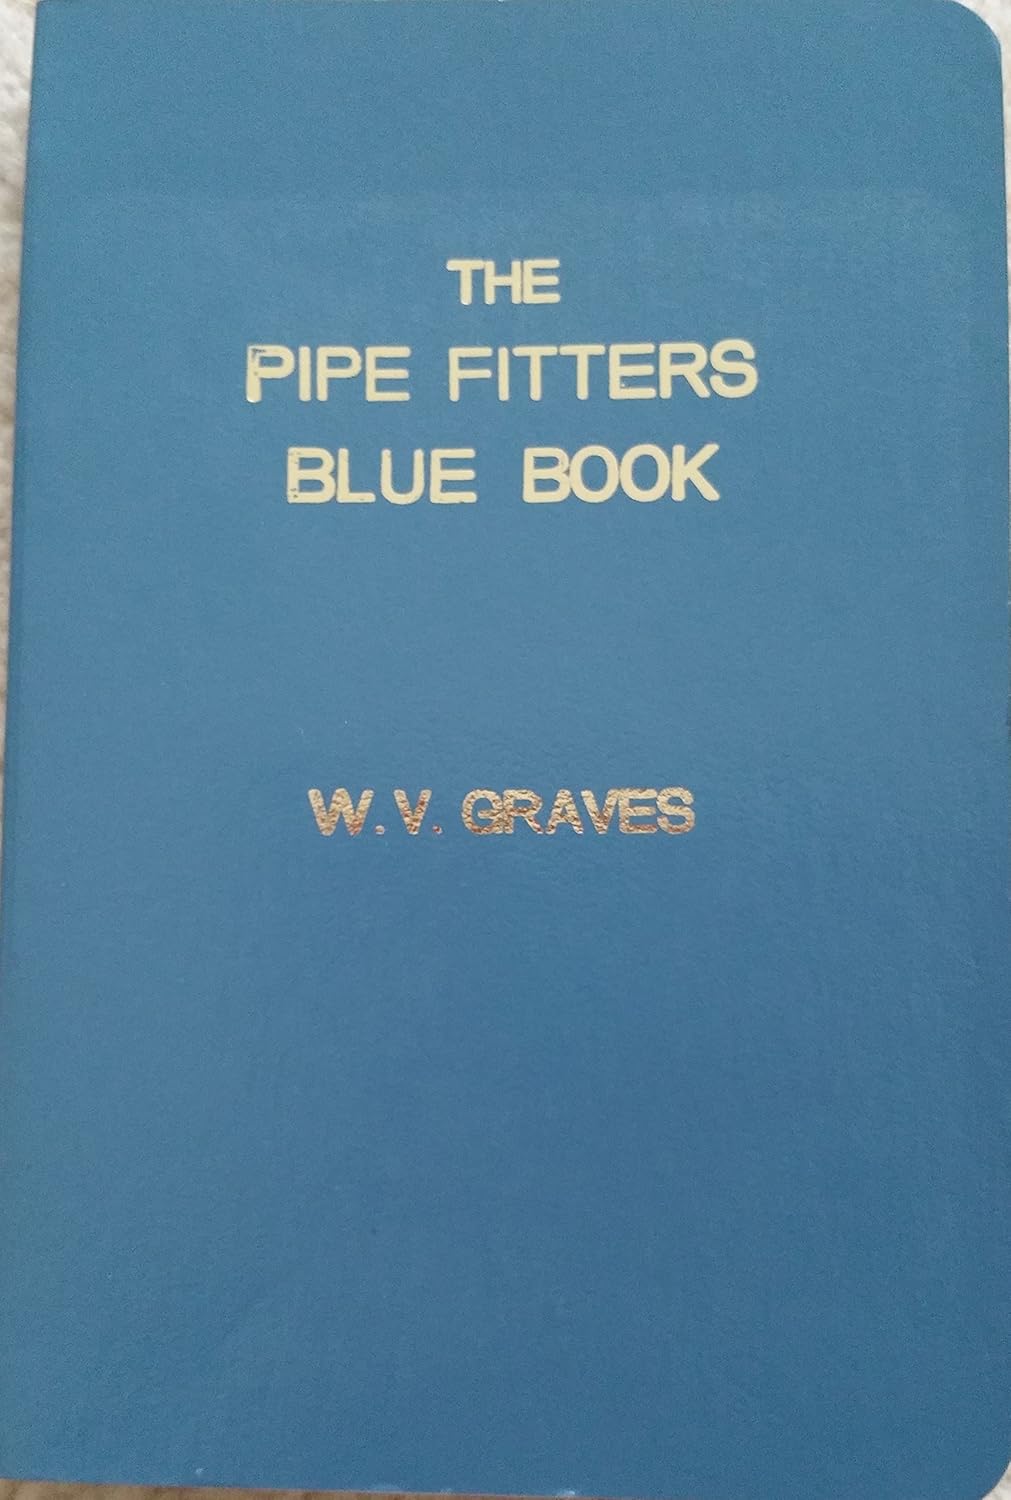 THE
PIPE FITTERS
BLUE BOOK
W.V. GRAVES